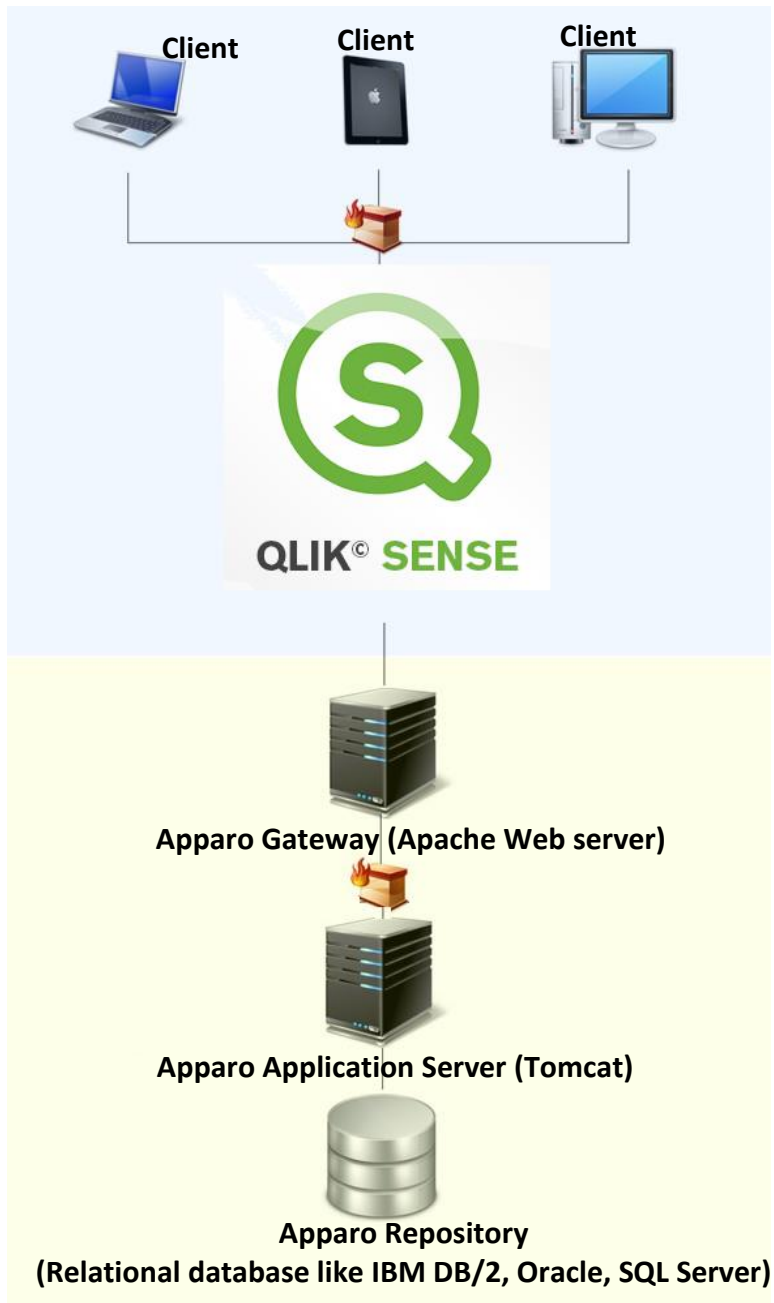 Client
Client
Client
S
QLIK© SENSE
Apparo Gateway (Apache Web server)
Apparo Application Server (Tomcat)
Apparo Repository
(Relational database like IBM DB/2, Oracle, SQL Server)